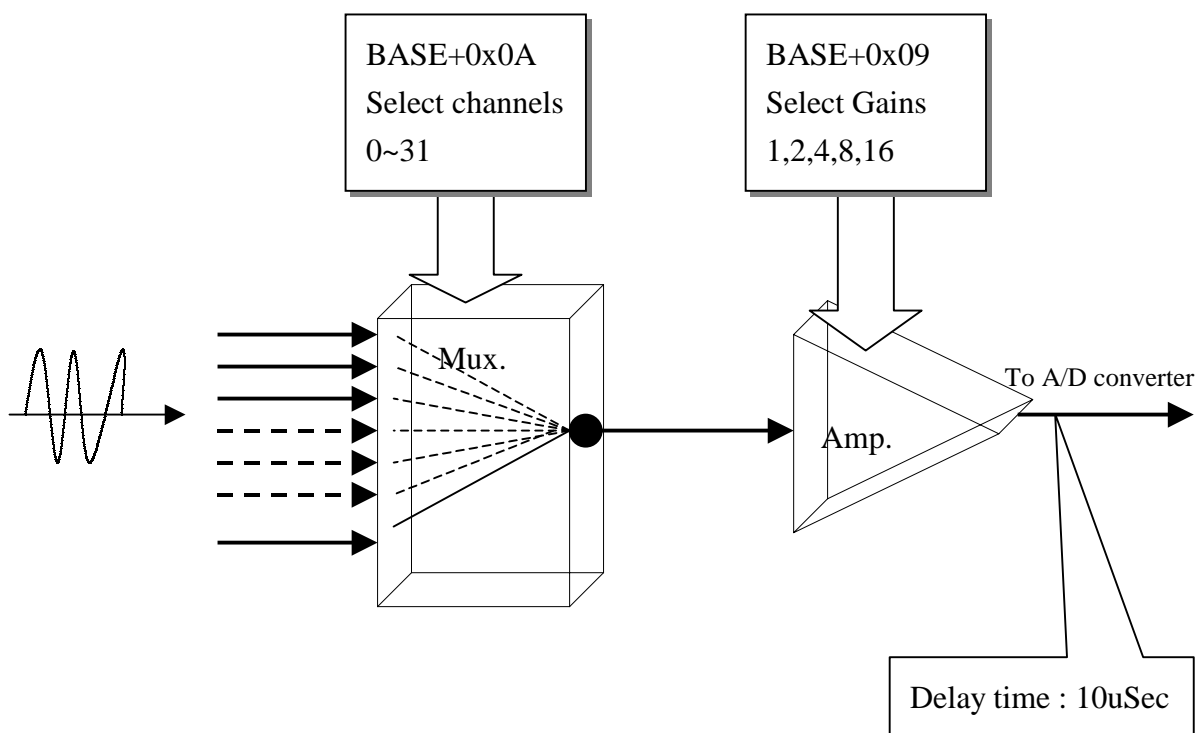 BASE+0x0A
Select channels
0~31
BASE+0x09
Select Gains
1,2,4,8,16
Mux.
To A/D converter
Amp.
Delay time : 10uSec